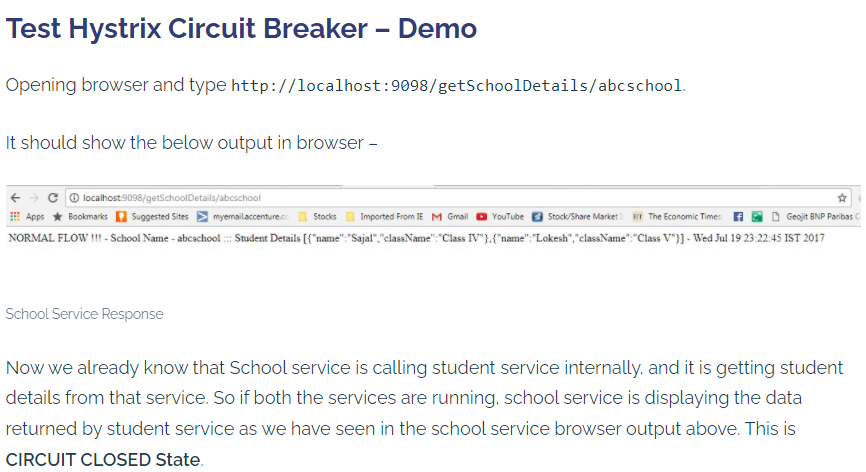 Test Hystrix Circuit Breaker – Demo
Opening browser and type http://localhost:9098/getSchoolDetails/abcschool.
It should show the below output in browser –
localhost:9098/getSchoolDetails/abcschool
Apps Bookmarks Suggested Sites myemail.accenture.c Stocks Imported From IE Gmail YouTube Stock/Share Market ET The Economic Times Geojit BNP Paribas C
NORMAL FLOW !!! - School Name - abcschool ::: Student Details [{"name":"Sajal","className":"Class IV"},{"name":"Lokesh","className":"Class V"}] - Wed Jul 19 23:22:45 IST 2017
School Service Response
Now we already know that School service is calling student service internally, and it is getting student
details from that service. So if both the services are running, school service is displaying the data
returned by student service as we have seen in the school service browser output above. This is
CIRCUIT CLOSED State.